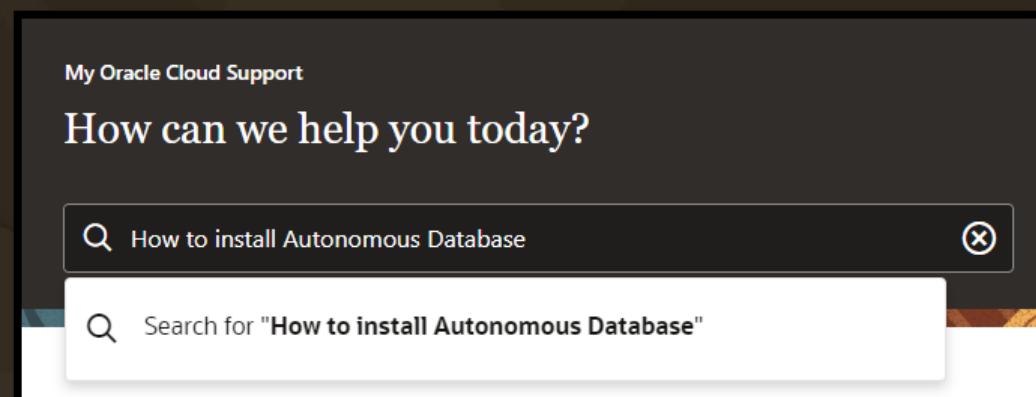 My Oracle Cloud Support
How can we help you today?
How to install Autonomous Database
Search for "How to install Autonomous Database"